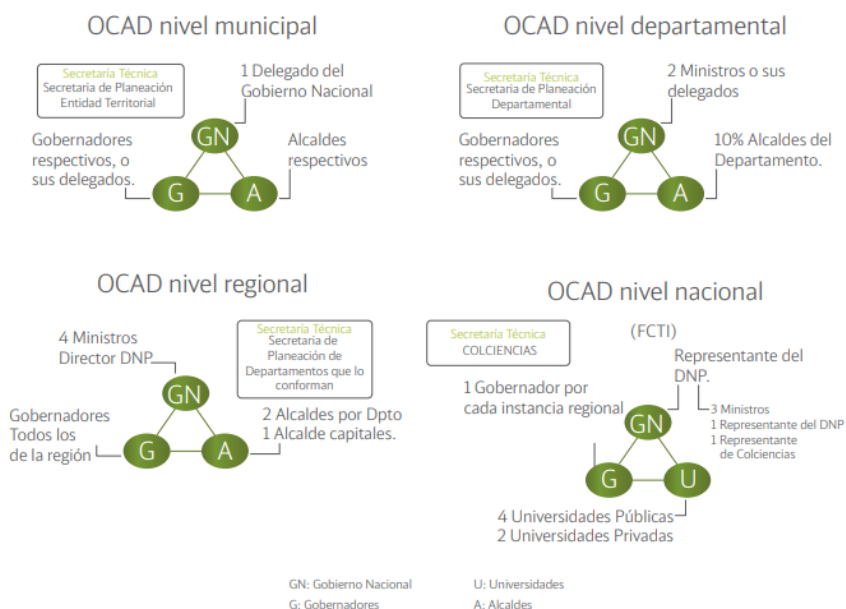 OCAD nivel municipal
Secretaría Técnica
Secretaria de Planeación
Entidad Territorial
1 Delegado del
Gobierno Nacional
GN
Gobernadores
respectivos, o
sus delegados.
G
A
Alcaldes
respectivos
OCAD nivel departamental
Secretaría Técnica
Secretaria de Planeación
Departamental
2 Ministros o sus
delegados
GN
Gobernadores
respectivos, o
sus delegados.
G
A
10% Alcaldes del
Departamento.
OCAD nivel regional
4 Ministros
Director DNP
Secretaría Técnica
Secretaria de
Planeación de
Departamentos que lo
conforman
GN
Gobernadores
Todos los
de la región
G
A
2 Alcaldes por Dpto
1 Alcalde capitales.
OCAD nivel nacional
(FCTI)
Secretaría Técnica
COLCIENCIAS
Representante del
DNP.
1 Gobernador por
cada instancia regional
GN
3 Ministros
1 Representante del DNP
1 Representante
de Colciencias
G
U
4 Universidades Públicas
2 Universidades Privadas
GN: Gobierno Nacional
U: Universidades
G: Gobernadores
A: Alcaldes